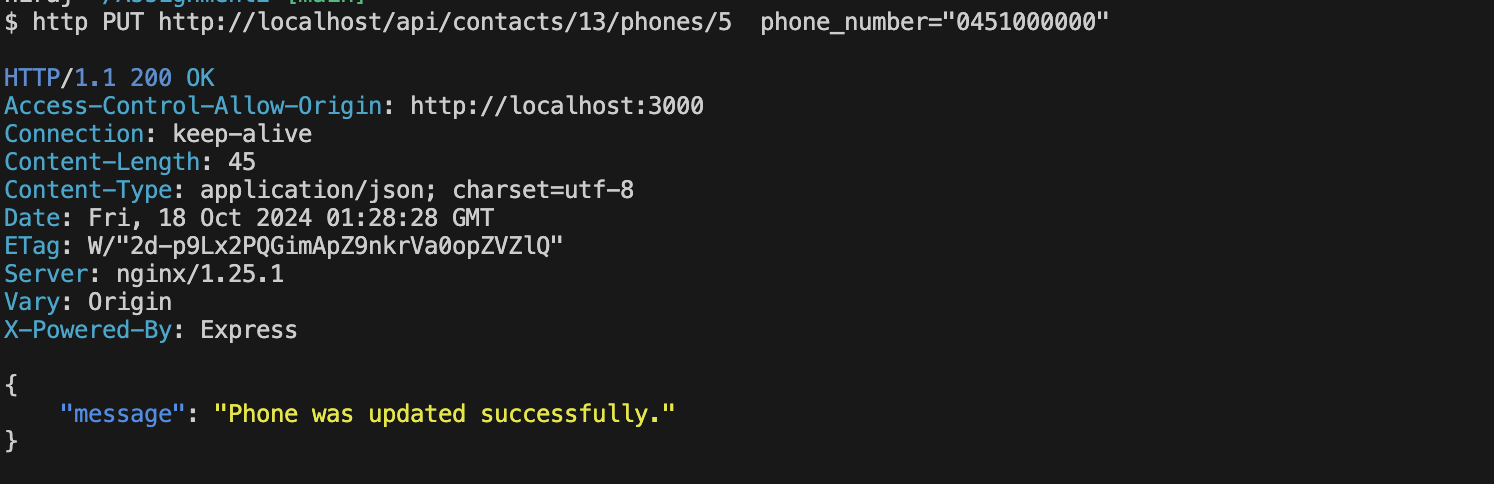 $ http PUT http://localhost/api/contacts/13/phones/5  phone_number="0451000000"
HTTP/1.1 200 OK
Access-Control-Allow-Origin: http://localhost:3000
Connection: keep-alive
Content-Length: 45
Content-Type: application/json; charset=utf-8
Date: Fri, 18 Oct 2024 01:28:28 GMT
ETag: W/"2d-p9Lx2PQGimApZ9nkrVa0opZVZlQ"
Server: nginx/1.25.1
Vary: Origin
X-Powered-By: Express
{
    "message": "Phone was updated successfully."
}